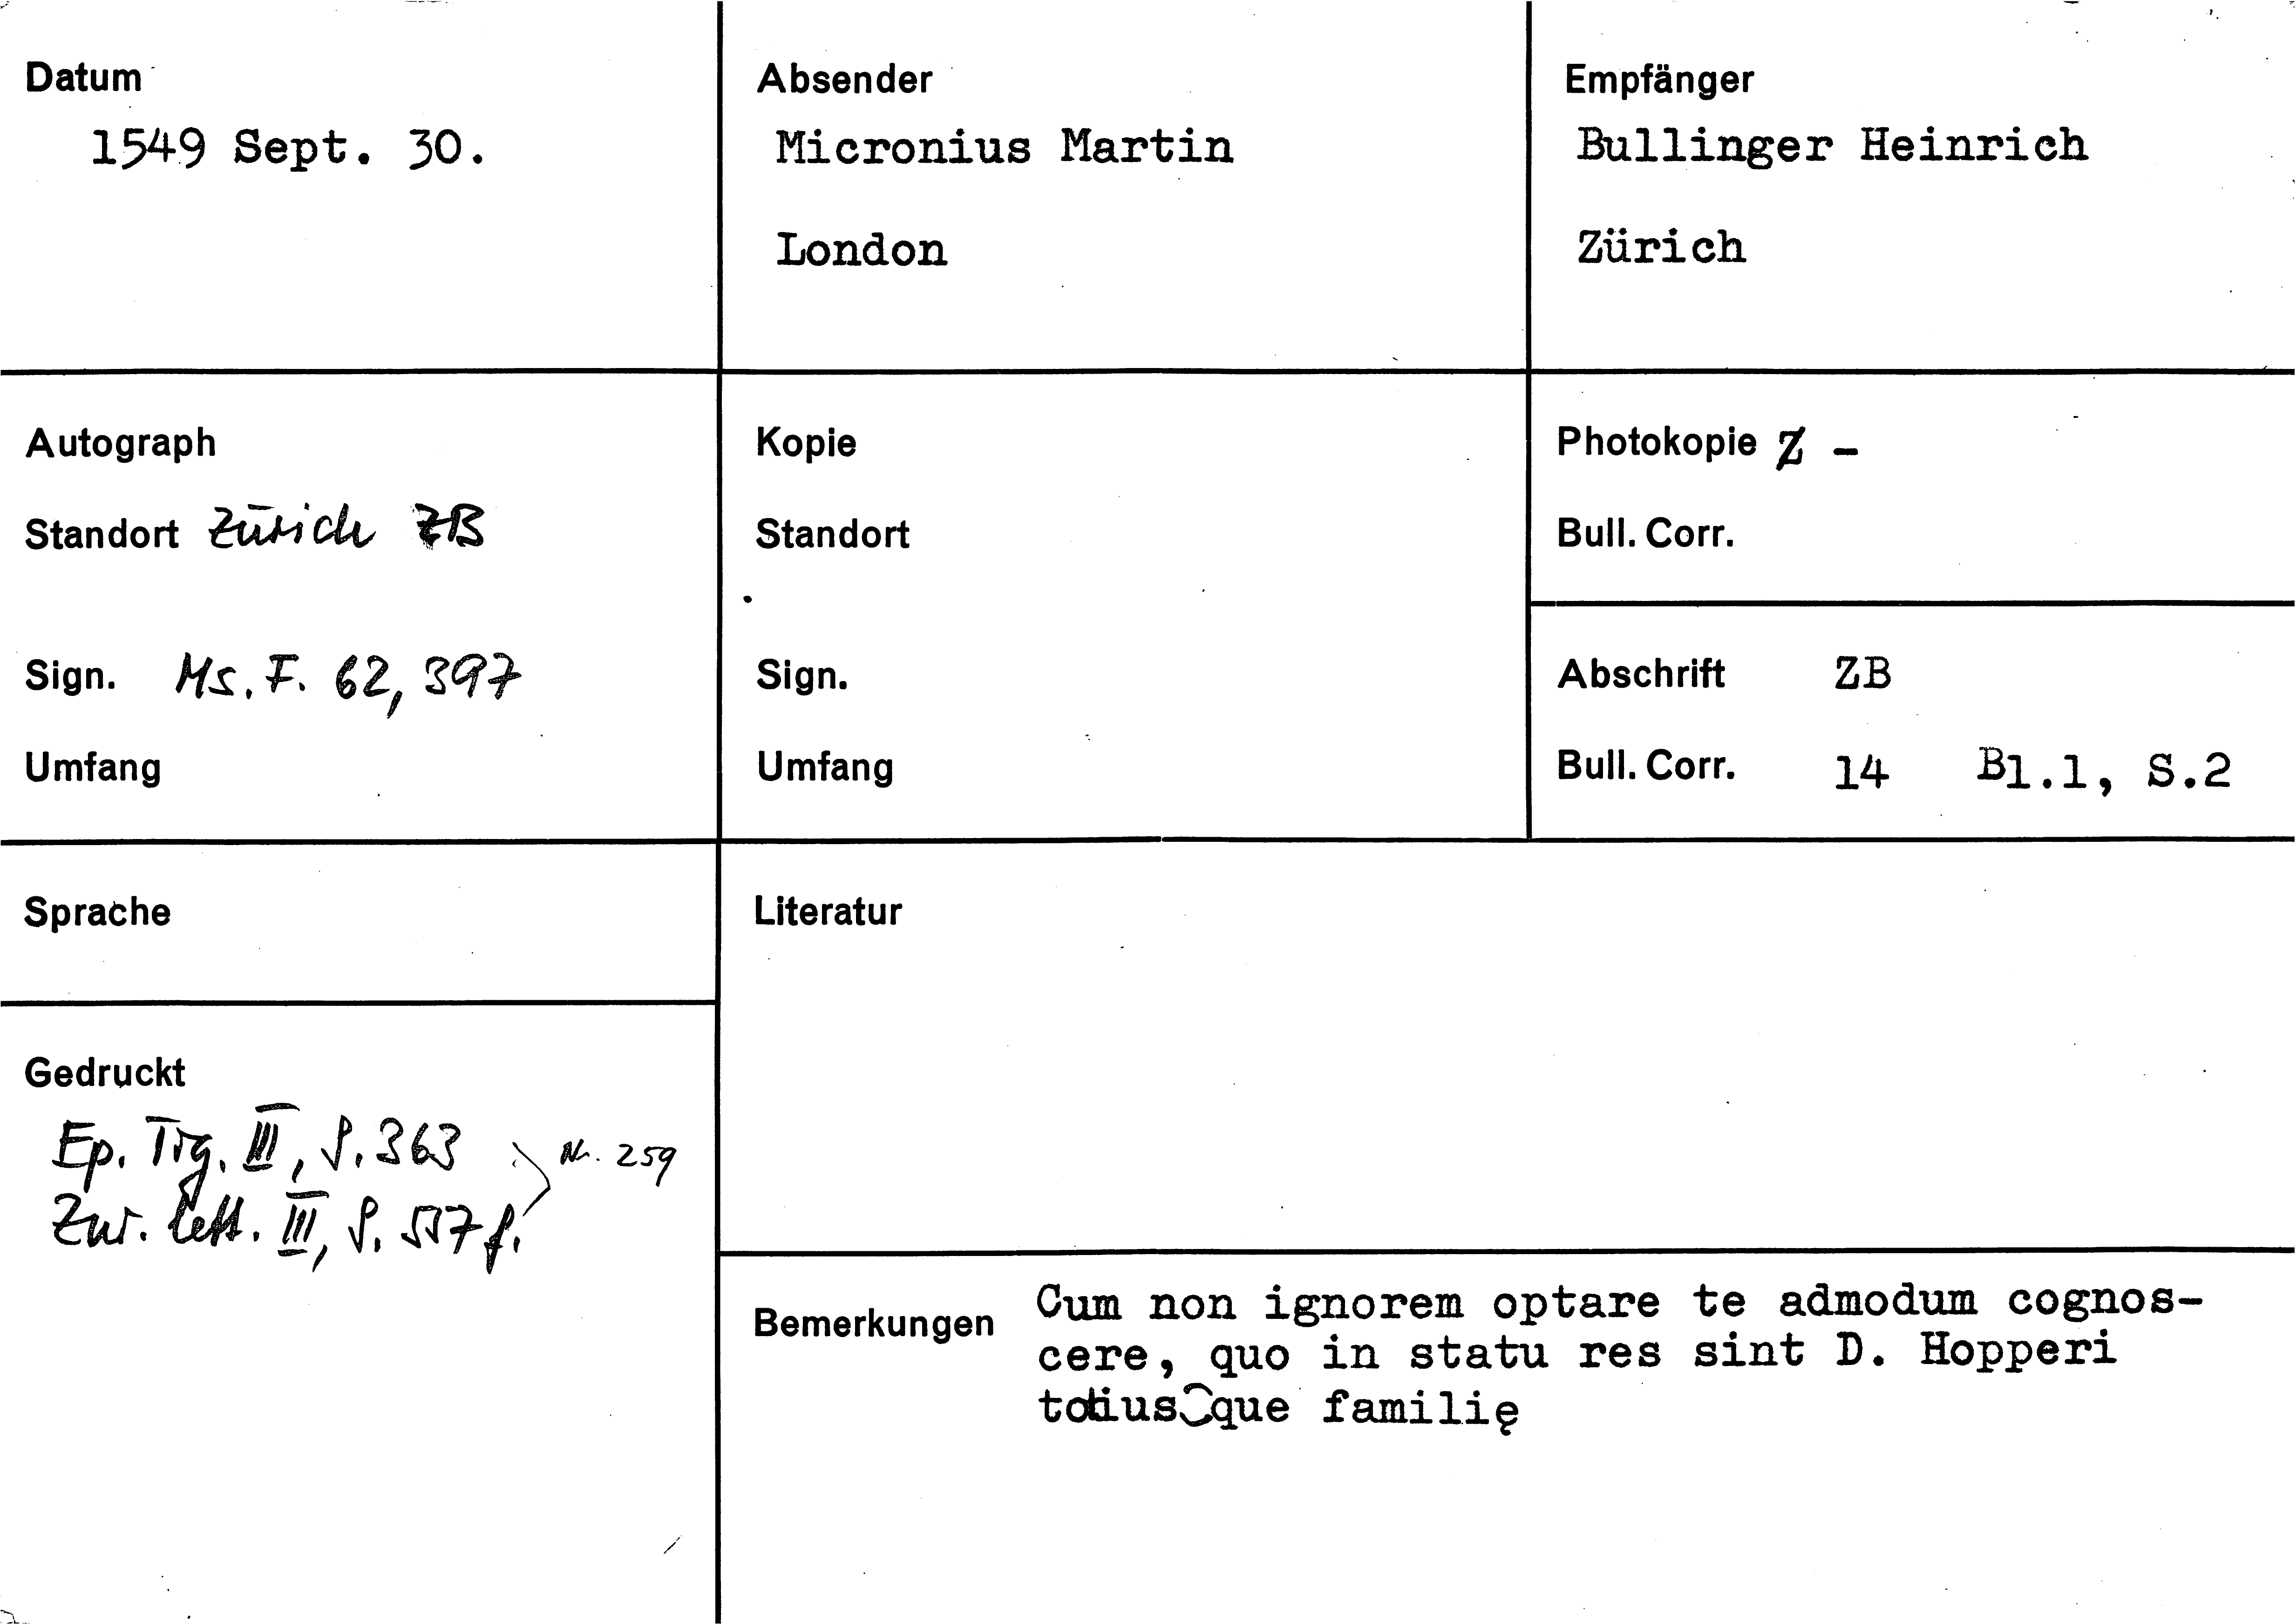 Datum
1549 Sept. 30.
Absender
Micronius Martin
London
Empfänger
Bullinger Heinrich
Zürich
Autograph
Standort Zürich ZB
Sign. Ms. F. 62, 397
Umfang
Kopie
Standort
Sign.
Umfang
Photokopie Z -
Bull. Corr.
Abschrift ZB
Bull. Corr. 14 Bl.1, S.2
Sprache
Literatur
Gedruckt
Ep. Tig. III, S. 363
Zur. Lett. III, S. 557 f.
Nr. 259
Bemerkungen
Cum non ignorem optare te admodum cognos-
cere, quo in statu res sint D. Hopperi
totiusque familię